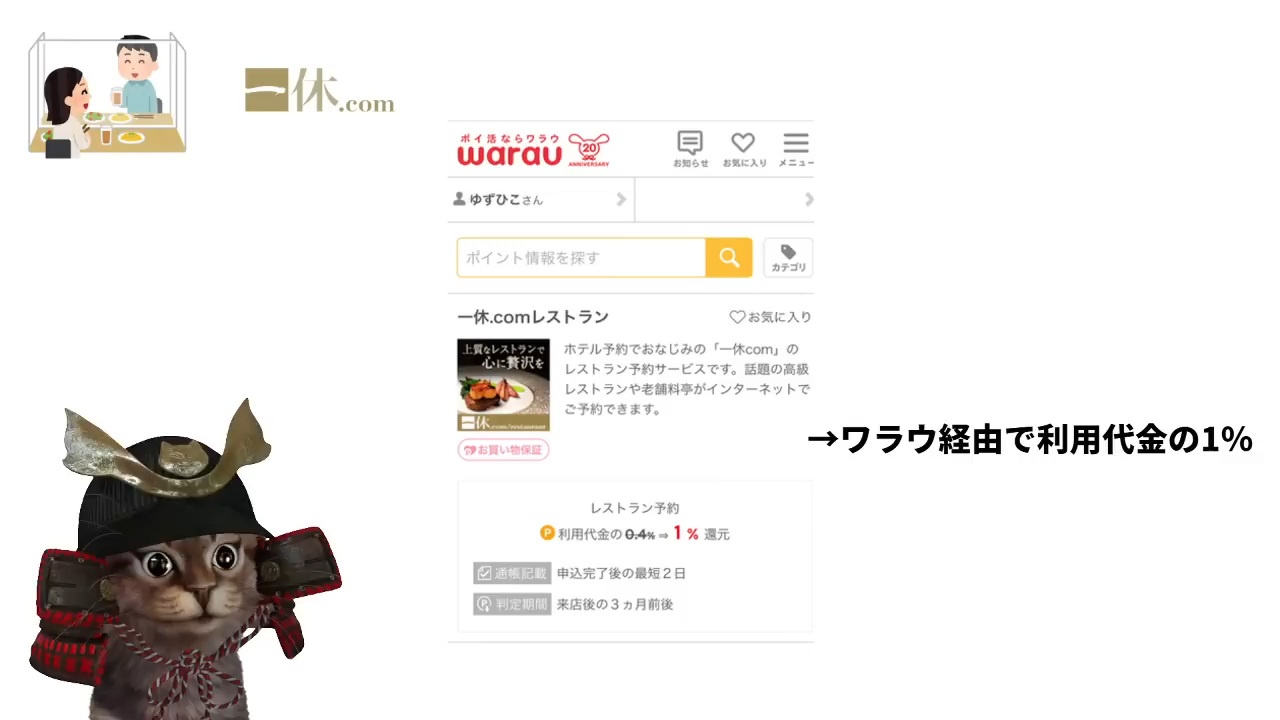 一休.com
ポイ活ならワラウ
warau
20
ANNIVERSARY
お知らせ
お気に入り
メニュー
ゆずひこさん
ポイント情報を探す
カテゴリ
一休.comレストラン
お気に入り
上質なレストランで
心に贅沢を
一休.com/restaurant
ホテル予約でおなじみの「一休com」の
レストラン予約サービスです。話題の高級
レストランや老舗料亭がインターネットで
ご予約できます。
お買い物保証
→ワラウ経由で利用代金の1%
レストラン予約
P 利用代金の 0.4% ⇒ 1 % 還元
通帳記載 申込完了後の最短２日
判定期間 来店後の３ヵ月前後